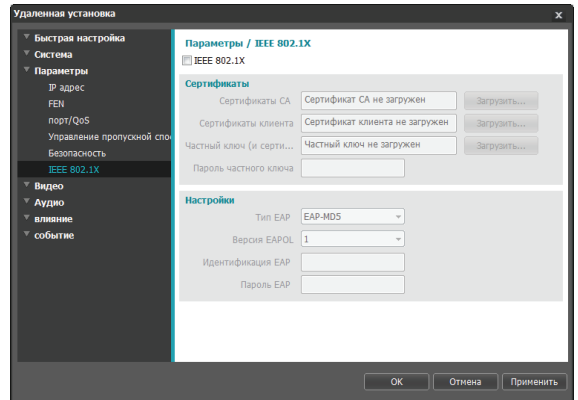 Удаленная установка
x
Быстрая настройка
Система
Параметры
IP адрес
FEN
порт/QoS
Управление пропускной спо
Безопасность
IEEE 802.1X
Видео
Аудио
влияние
событие
Параметры / IEEE 802.1X
IEEE 802.1X
Сертификаты
Сертификаты CA Сертификат CA не загружен Загрузить...
Сертификаты клиента Сертификат клиента не загружен Загрузить...
Частный ключ (и серти... Частный ключ не загружен Загрузить...
Пароль частного ключа
Настройки
Тип EAP EAP-MD5
Версия EAPOL 1
Идентификация EAP
Пароль EAP
OK Отмена Применить